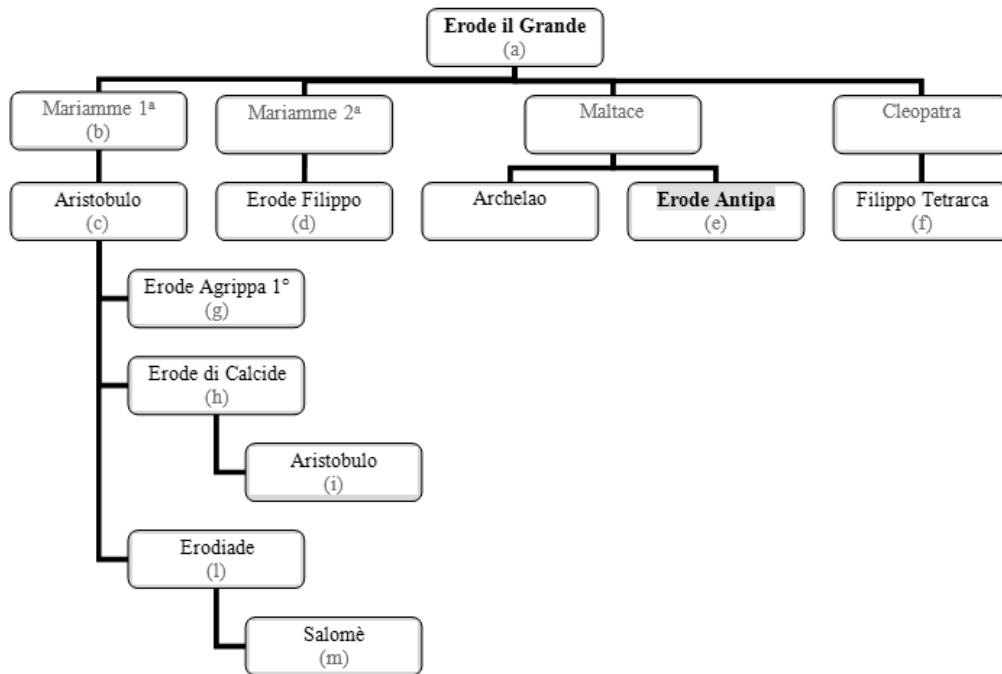 Erode il Grande
(a)
Mariamme 1ª
(b)
Mariamme 2ª
Maltace
Cleopatra
Aristobulo
(c)
Erode Filippo
(d)
Archelao
Erode Antipa
(e)
Filippo Tetrarca
(f)
Erode Agrippa 1°
(g)
Erode di Calcide
(h)
Aristobulo
(i)
Erodiade
(l)
Salomè
(m)